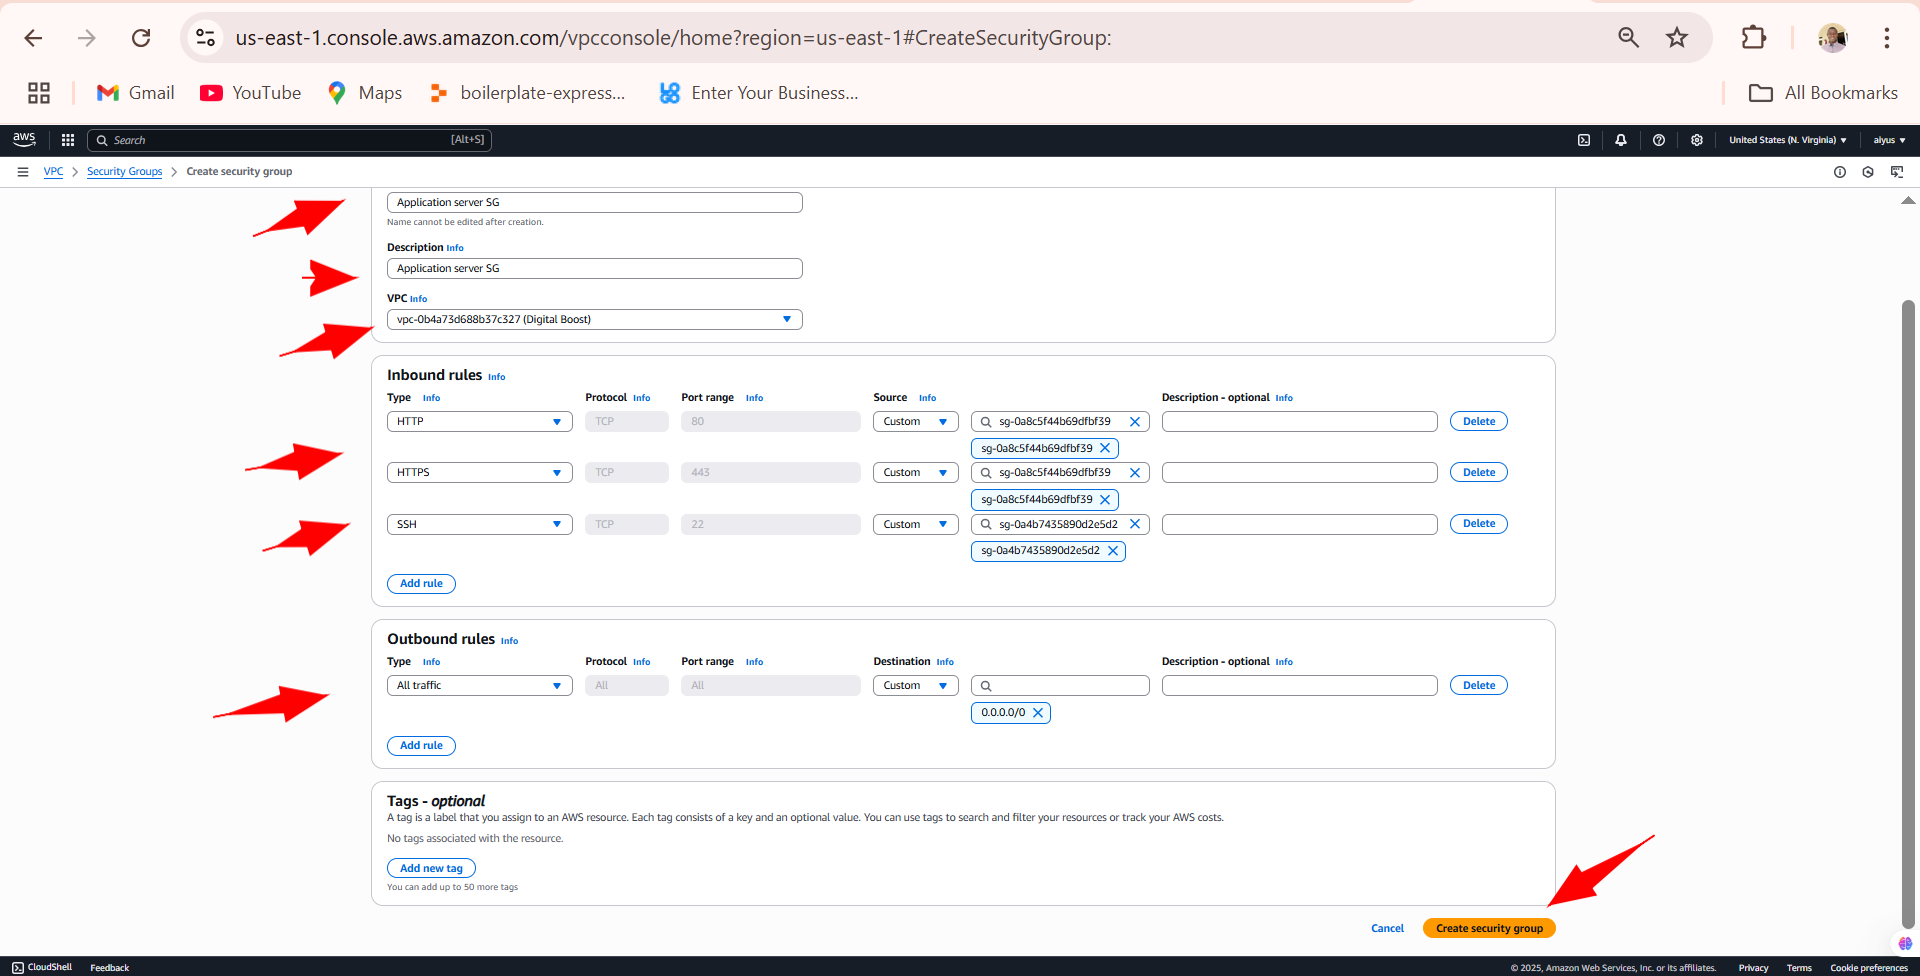 us-east-1.console.aws.amazon.com/vpcconsole/home?region=us-east-1#CreateSecurityGroup:
Gmail YouTube Maps boilerplate-express... Enter Your Business... All Bookmarks
aws Search [Alt+S] United States (N. Virginia) aiyus
VPC > Security Groups > Create security group
Application server SG
Name cannot be edited after creation.
Description Info
Application server SG
VPC Info
vpc-0b4a73d688b37c327 (Digital Boost)
Inbound rules Info
Type Info Protocol Info Port range Info Source Info Description - optional Info
HTTP TCP 80 Custom sg-0a8c5f44b69dfbf39 Delete
sg-0a8c5f44b69dfbf39
HTTPS TCP 443 Custom sg-0a8c5f44b69dfbf39 Delete
sg-0a8c5f44b69dfbf39
SSH TCP 22 Custom sg-0a4b7435890d2e5d2 Delete
sg-0a4b7435890d2e5d2
Add rule
Outbound rules Info
Type Info Protocol Info Port range Info Destination Info Description - optional Info
All traffic All All Custom Delete
0.0.0.0/0
Add rule
Tags - optional
A tag is a label that you assign to an AWS resource. Each tag consists of a key and an optional value. You can use tags to search and filter your resources or track your AWS costs.
No tags associated with the resource.
Add new tag
You can add up to 50 more tags
Cancel Create security group
CloudShell Feedback © 2025, Amazon Web Services, Inc. or its affiliates. Privacy Terms Cookie preferences